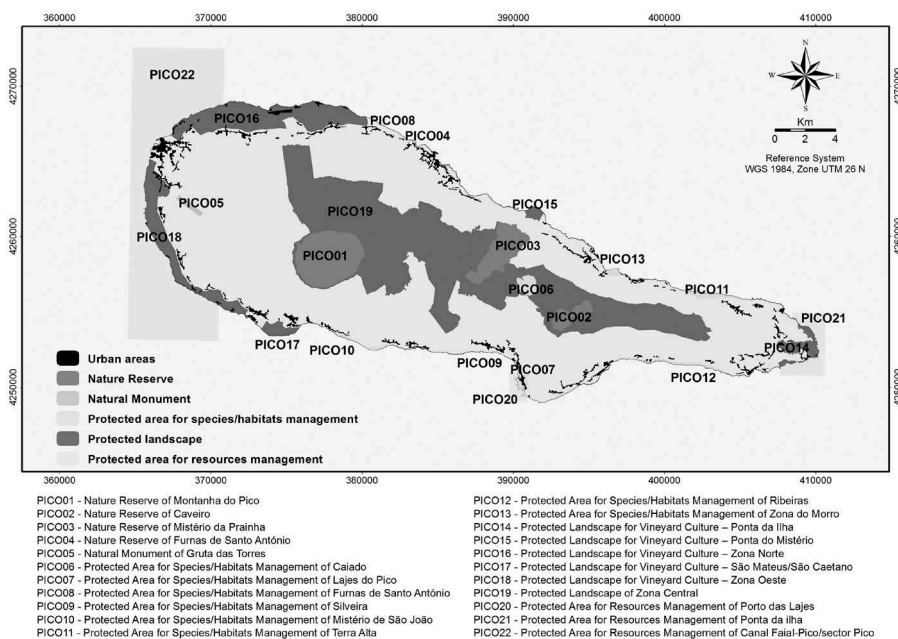 360000 370000 380000 390000 400000 410000
4270000 4270000
4260000 4260000
4250000 4250000
N
W E
S
Km
0 2 4
Reference System
WGS 1984, Zone UTM 26 N
PICO22
PICO16
PICO08
PICO04
PICO05
PICO15
PICO19
PICO18
PICO03
PICO01
PICO13
PICO06
PICO11
PICO02
PICO21
PICO17
PICO10
PICO14
PICO09
PICO07
PICO12
PICO20
Urban areas
Nature Reserve
Natural Monument
Protected area for species/habitats management
Protected landscape
Protected area for resources management
360000 370000 380000 390000 400000 410000
PICO01 - Nature Reserve of Montanha do Pico
PICO02 - Nature Reserve of Caveiro
PICO03 - Nature Reserve of Mistério da Prainha
PICO04 - Nature Reserve of Furnas de Santo António
PICO05 - Natural Monument of Gruta das Torres
PICO06 - Protected Area for Species/Habitats Management of Caiado
PICO07 - Protected Area for Species/Habitats Management of Lajes do Pico
PICO08 - Protected Area for Species/Habitats Management of Furnas de Santo António
PICO09 - Protected Area for Species/Habitats Management of Silveira
PICO10 - Protected Area for Species/Habitats Management of Mistério de São João
PICO11 - Protected Area for Species/Habitats Management of Terra Alta
PICO12 - Protected Area for Species/Habitats Management of Ribeiras
PICO13 - Protected Area for Species/Habitats Management of Zona do Morro
PICO14 - Protected Landscape for Vineyard Culture – Ponta da Ilha
PICO15 - Protected Landscape for Vineyard Culture – Ponta do Mistério
PICO16 - Protected Landscape for Vineyard Culture – Zona Norte
PICO17 - Protected Landscape for Vineyard Culture – São Mateus/São Caetano
PICO18 - Protected Landscape for Vineyard Culture – Zona Oeste
PICO19 - Protected Landscape of Zona Central
PICO20 - Protected Area for Resources Management of Porto das Lajes
PICO21 - Protected Area for Resources Management of Ponta da ilha
PICO22 - Protected Area for Resources Management of Canal Faial-Pico/sector Pico